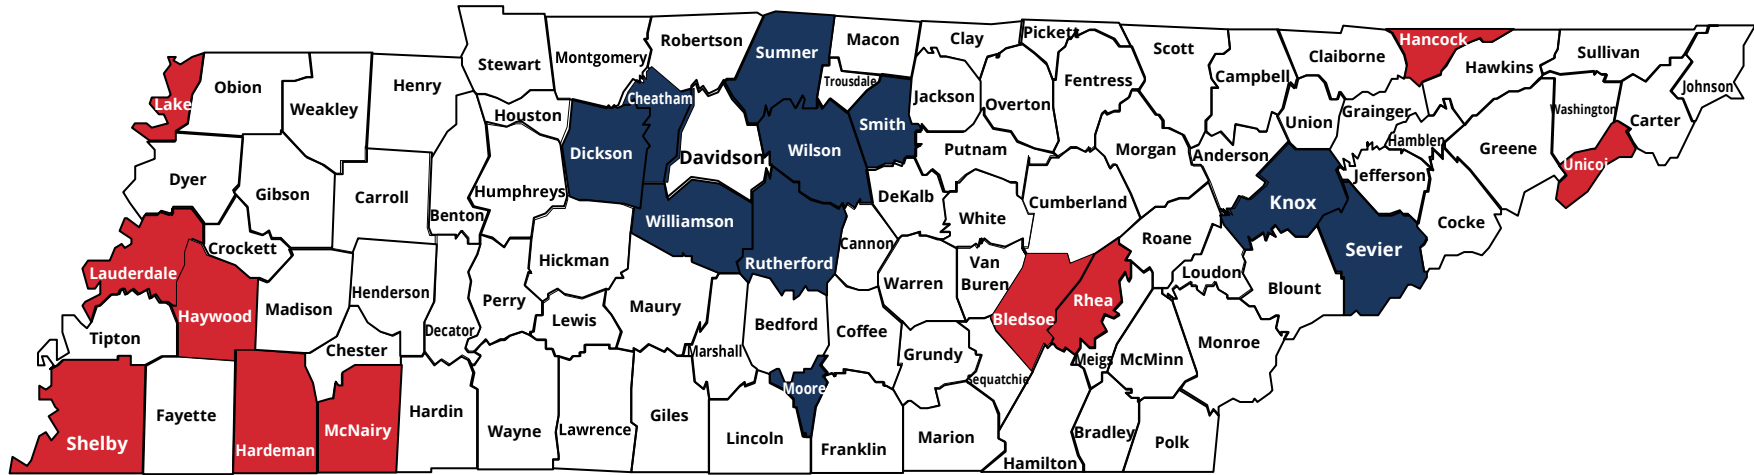 Pickett
Clay
Macon
Robertson
Hancock
Scott
Sumner
Sullivan
Montgomery
Claiborne
Stewart
Hawkins
Campbell
Fentress
Trousdale
Henry
Obion
Johnson
Jackson
Cheatham
Lake
Overton
Weakley
Washington
Grainger
Houston
Carter
Union
Smith
Hamblen
Greene
Putnam
Morgan
Wilson
Dickson
Anderson
Davidson
Unicoi
Jefferson
Dyer
Humphreys
Gibson
Carroll
DeKalb
Cumberland
Knox
Benton
White
Williamson
Cocke
Roane
Cannon
Crockett
Sevier
Hickman
Van
Buren
Rutherford
Loudon
Lauderdale
Warren
Blount
Henderson
Perry
Rhea
Maury
Madison
Haywood
Bledsoe
Lewis
Bedford
Decator
Coffee
Tipton
Monroe
Chester
Marshall
Grundy
Meigs
McMinn
Sequatchie
Moore
Hardin
Fayette
Giles
McNairy
Wayne
Lawrence
Bradley
Lincoln
Marion
Shelby
Polk
Hardeman
Franklin
Hamilton